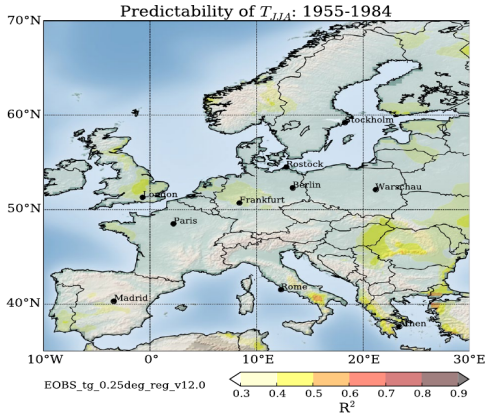 Predictability of T_JJA: 1955-1984
70°N
60°N
Stockholm
Rostock
Berlin
Warschau
London
Frankfurt
50°N
Paris
Rome
Madrid
40°N
Athen
10°W 0° 10°E 20°E 30°E
EOBS_tg_0.25deg_reg_v12.0
0.3 0.4 0.5 0.6 0.7 0.8 0.9
R²